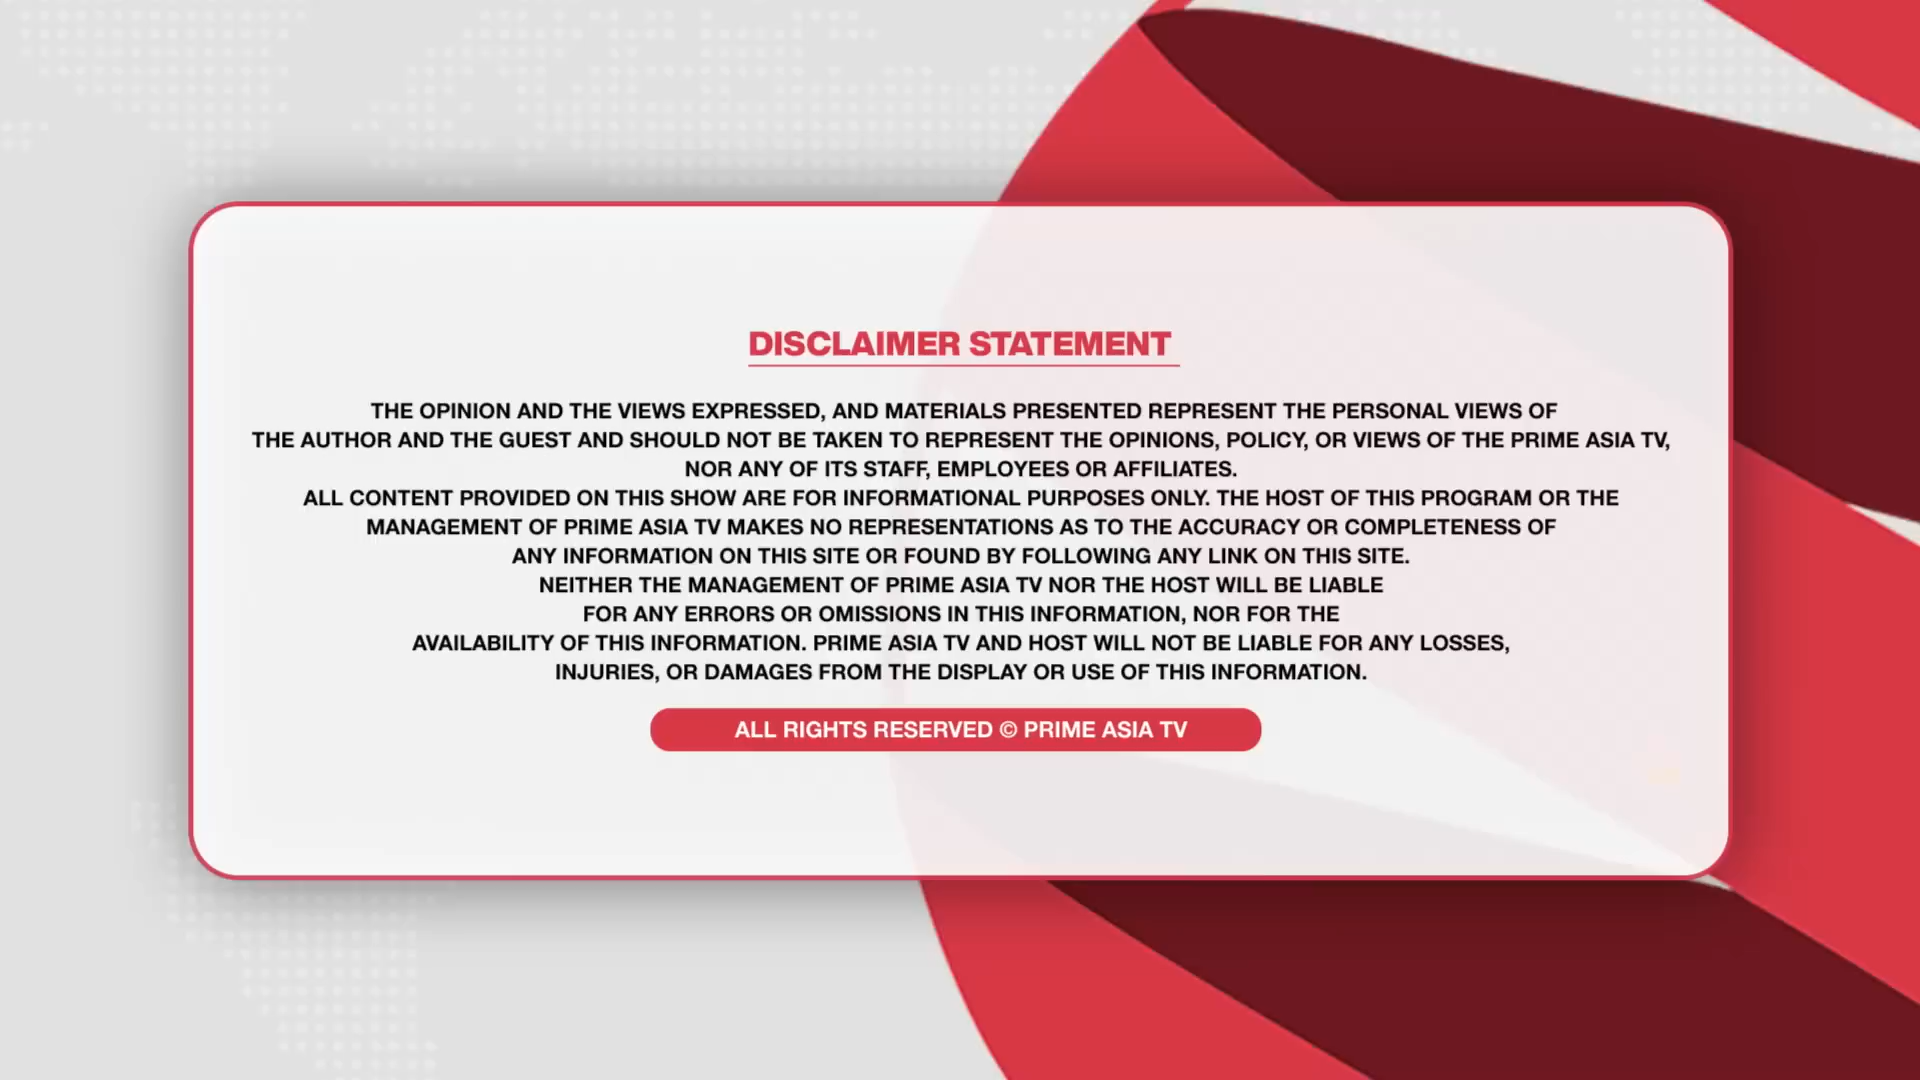 DISCLAIMER STATEMENT
THE OPINION AND THE VIEWS EXPRESSED, AND MATERIALS PRESENTED REPRESENT THE PERSONAL VIEWS OF
THE AUTHOR AND THE GUEST AND SHOULD NOT BE TAKEN TO REPRESENT THE OPINIONS, POLICY, OR VIEWS OF THE PRIME ASIA TV,
NOR ANY OF ITS STAFF, EMPLOYEES OR AFFILIATES.
ALL CONTENT PROVIDED ON THIS SHOW ARE FOR INFORMATIONAL PURPOSES ONLY. THE HOST OF THIS PROGRAM OR THE
MANAGEMENT OF PRIME ASIA TV MAKES NO REPRESENTATIONS AS TO THE ACCURACY OR COMPLETENESS OF
ANY INFORMATION ON THIS SITE OR FOUND BY FOLLOWING ANY LINK ON THIS SITE.
NEITHER THE MANAGEMENT OF PRIME ASIA TV NOR THE HOST WILL BE LIABLE
FOR ANY ERRORS OR OMISSIONS IN THIS INFORMATION, NOR FOR THE
AVAILABILITY OF THIS INFORMATION. PRIME ASIA TV AND HOST WILL NOT BE LIABLE FOR ANY LOSSES,
INJURIES, OR DAMAGES FROM THE DISPLAY OR USE OF THIS INFORMATION.
ALL RIGHTS RESERVED © PRIME ASIA TV